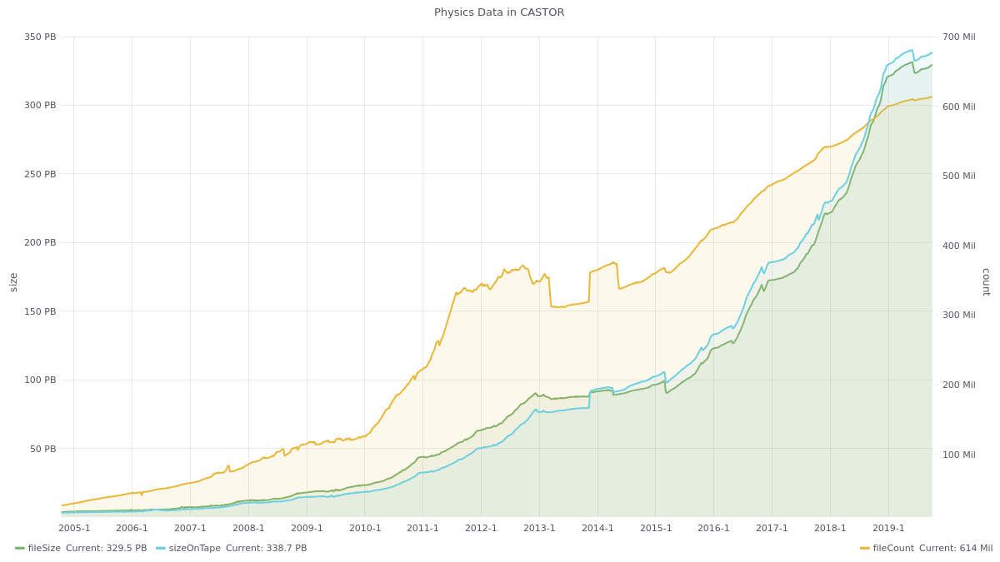 Physics Data in CASTOR
350 PB
300 PB
250 PB
200 PB
150 PB
100 PB
50 PB
size
700 Mil
600 Mil
500 Mil
400 Mil
300 Mil
200 Mil
100 Mil
count
2005-1 2006-1 2007-1 2008-1 2009-1 2010-1 2011-1 2012-1 2013-1 2014-1 2015-1 2016-1 2017-1 2018-1 2019-1
fileSize Current: 329.5 PB sizeOnTape Current: 338.7 PB fileCount Current: 614 Mil